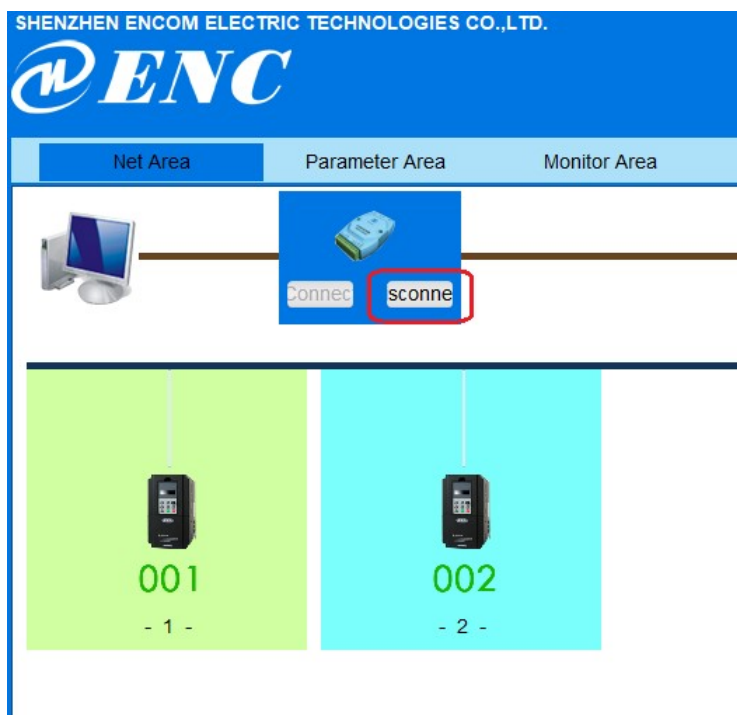 SHENZHEN ENCOM ELECTRIC TECHNOLOGIES CO.,LTD.
ENC
Net Area Parameter Area Monitor Area
Connec sconne
001 002
- 1 - - 2 -